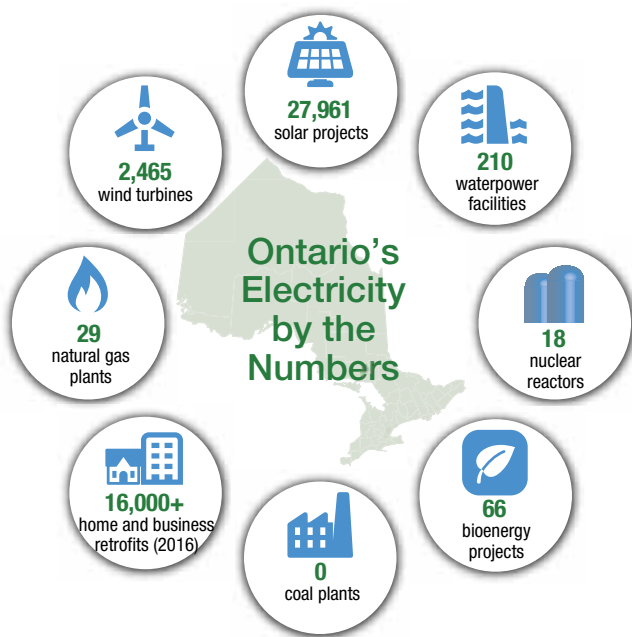 Ontario's
Electricity
by the
Numbers
27,961
solar projects
210
waterpower
facilities
18
nuclear
reactors
66
bioenergy
projects
0
coal plants
16,000+
home and business
retrofits (2016)
29
natural gas
plants
2,465
wind turbines